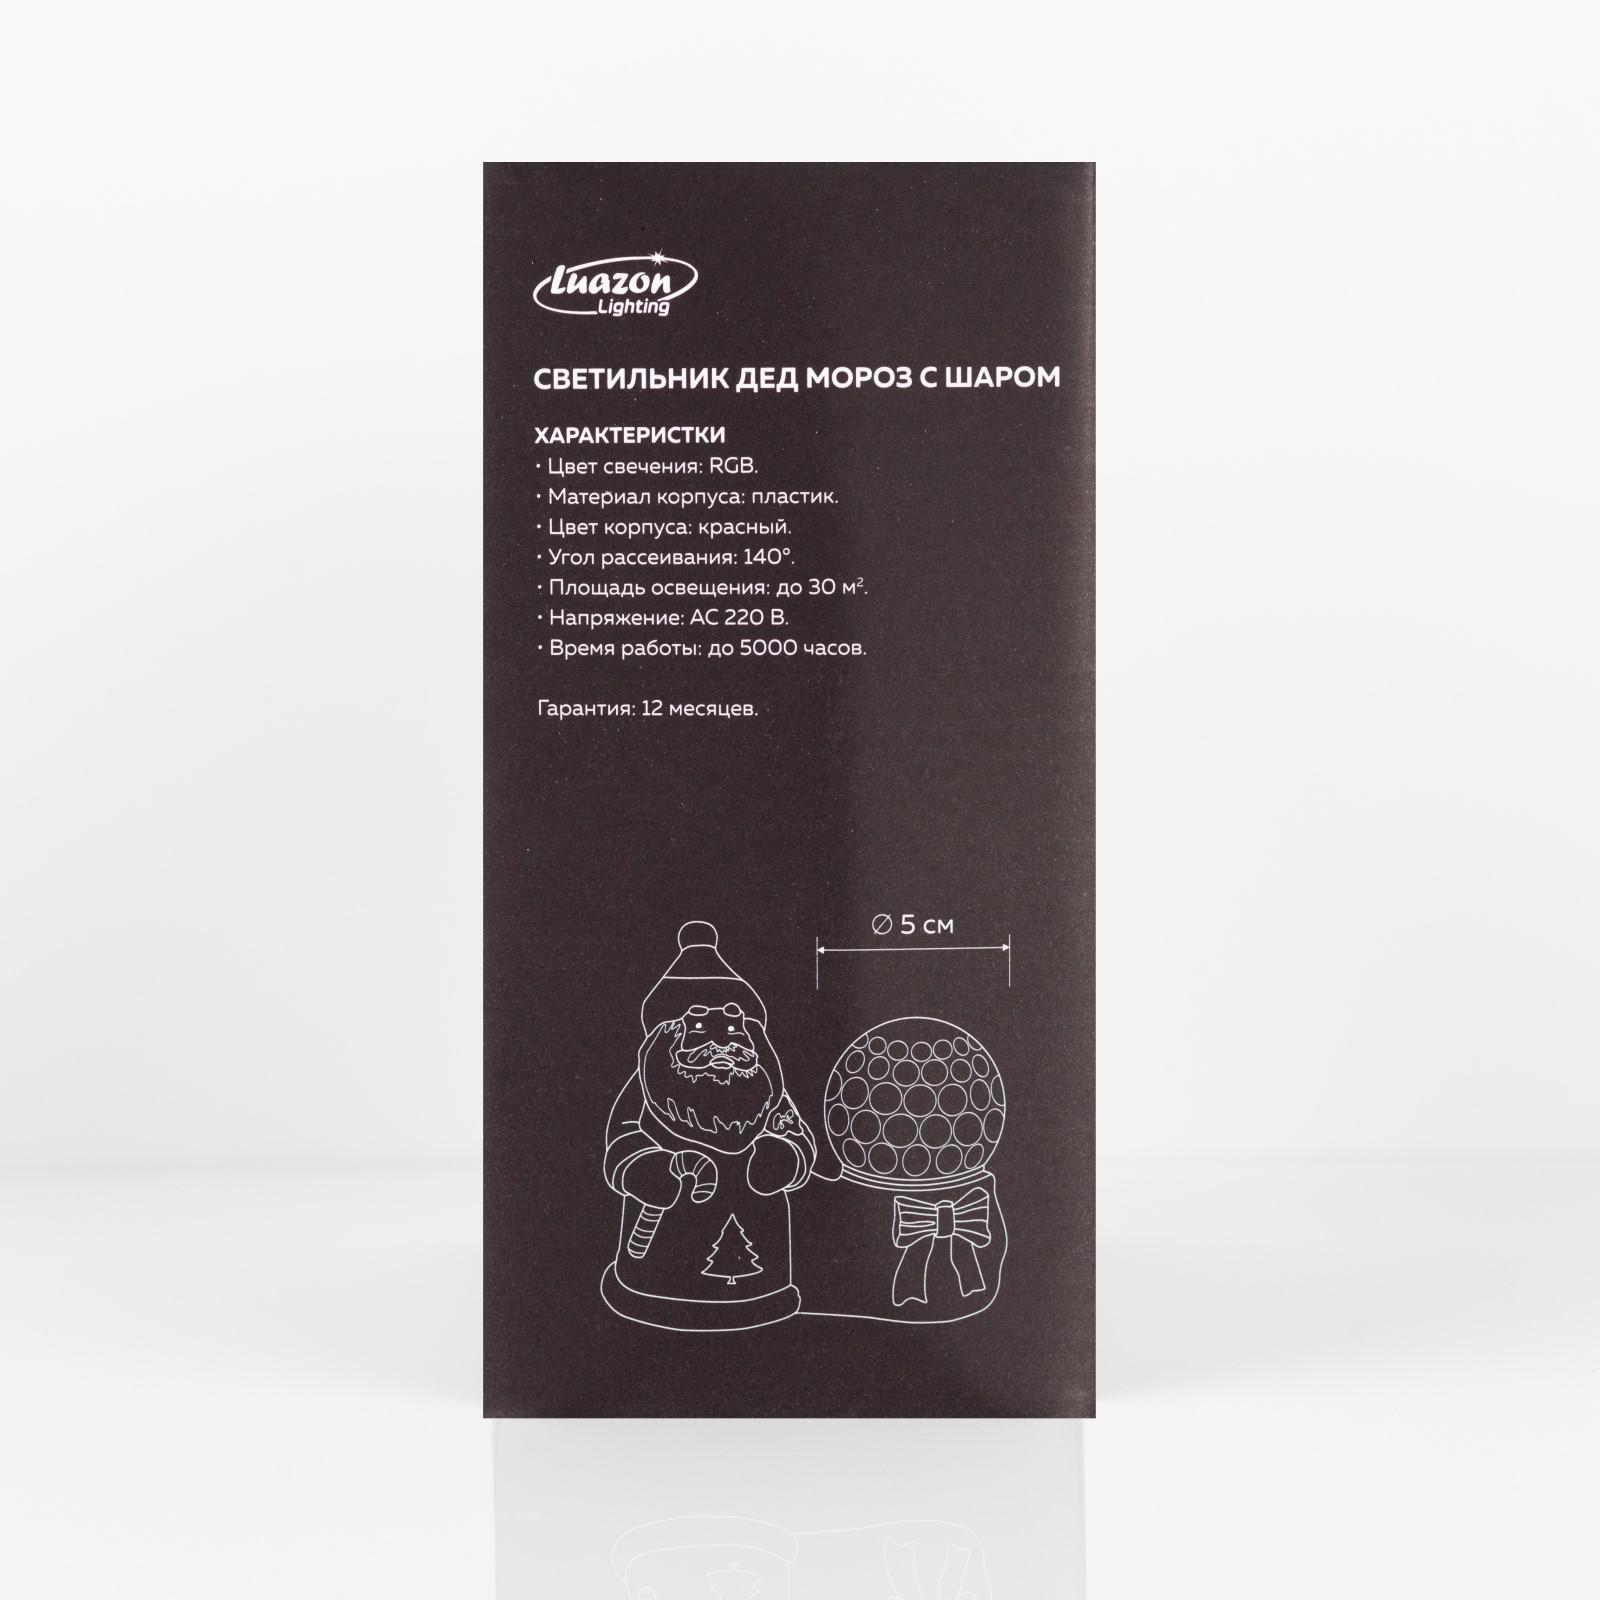 Luazon
Lighting
СВЕТИЛЬНИК ДЕД МОРОЗ С ШАРОМ
ХАРАКТЕРИСТКИ
• Цвет свечения: RGB.
• Материал корпуса: пластик.
• Цвет корпуса: красный.
• Угол рассеивания: 140°.
• Площадь освещения: до 30 м².
• Напряжение: АС 220 В.
• Время работы: до 5000 часов.
Гарантия: 12 месяцев.
∅ 5 см